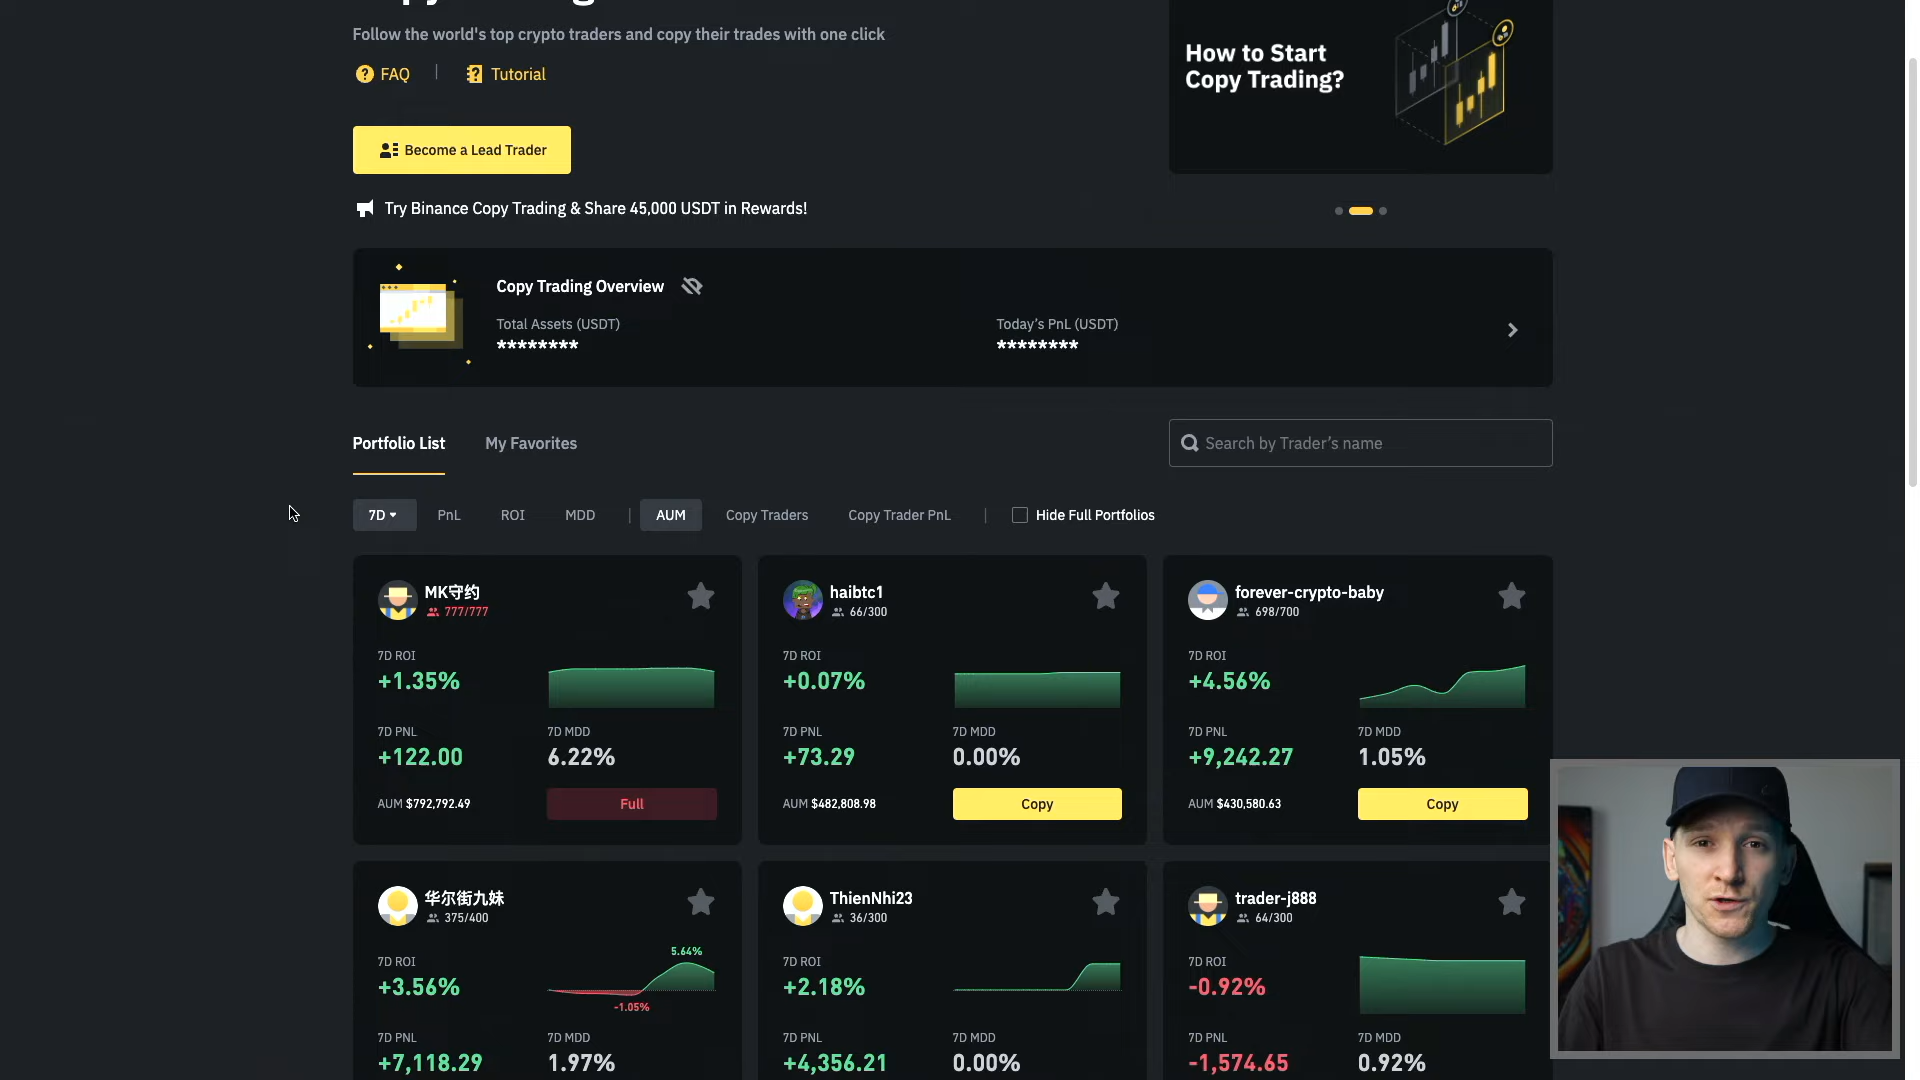 Follow the world's top crypto traders and copy their trades with one click
FAQ | Tutorial
Become a Lead Trader
Try Binance Copy Trading & Share 45,000 USDT in Rewards!
How to Start
Copy Trading?
Copy Trading Overview
Total Assets (USDT)
********
Today's PnL (USDT)
********
Portfolio List
My Favorites
Search by Trader's name
7D PnL ROI MDD | AUM Copy Traders Copy Trader PnL | Hide Full Portfolios
MK守约
777/777
7D ROI
+1.35%
7D PNL
+122.00
7D MDD
6.22%
AUM $792,792.49
Full
haibtc1
66/300
7D ROI
+0.07%
7D PNL
+73.29
7D MDD
0.00%
AUM $482,808.98
Copy
forever-crypto-baby
698/700
7D ROI
+4.56%
7D PNL
+9,242.27
7D MDD
1.05%
AUM $430,580.63
Copy
华尔街九妹
375/400
7D ROI
+3.56%
5.64%
-1.05%
7D PNL
+7,118.29
7D MDD
1.97%
ThienNhi23
36/300
7D ROI
+2.18%
7D PNL
+4,356.21
7D MDD
0.00%
trader-j888
64/300
7D ROI
-0.92%
7D PNL
-1,574.65
7D MDD
0.92%